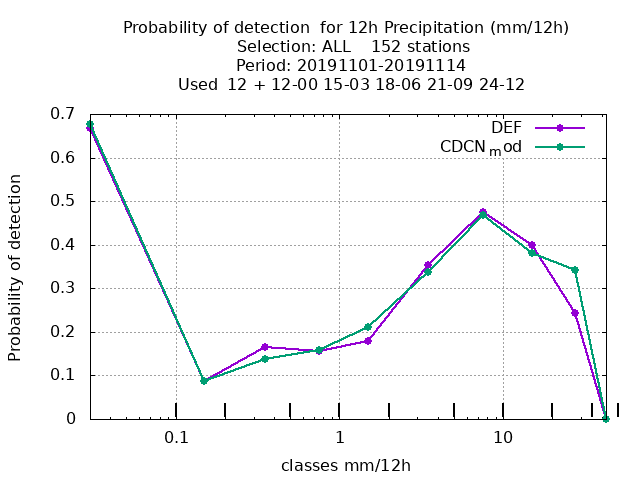 Probability of detection  for 12h Precipitation (mm/12h)
Selection: ALL    152 stations
Period: 20191101-20191114
Used  12 + 12-00 15-03 18-06 21-09 24-12
DEF
CDCNmod
0.7
0.6
0.5
0.4
0.3
0.2
0.1
0
Probability of detection
0.1 1 10
classes mm/12h